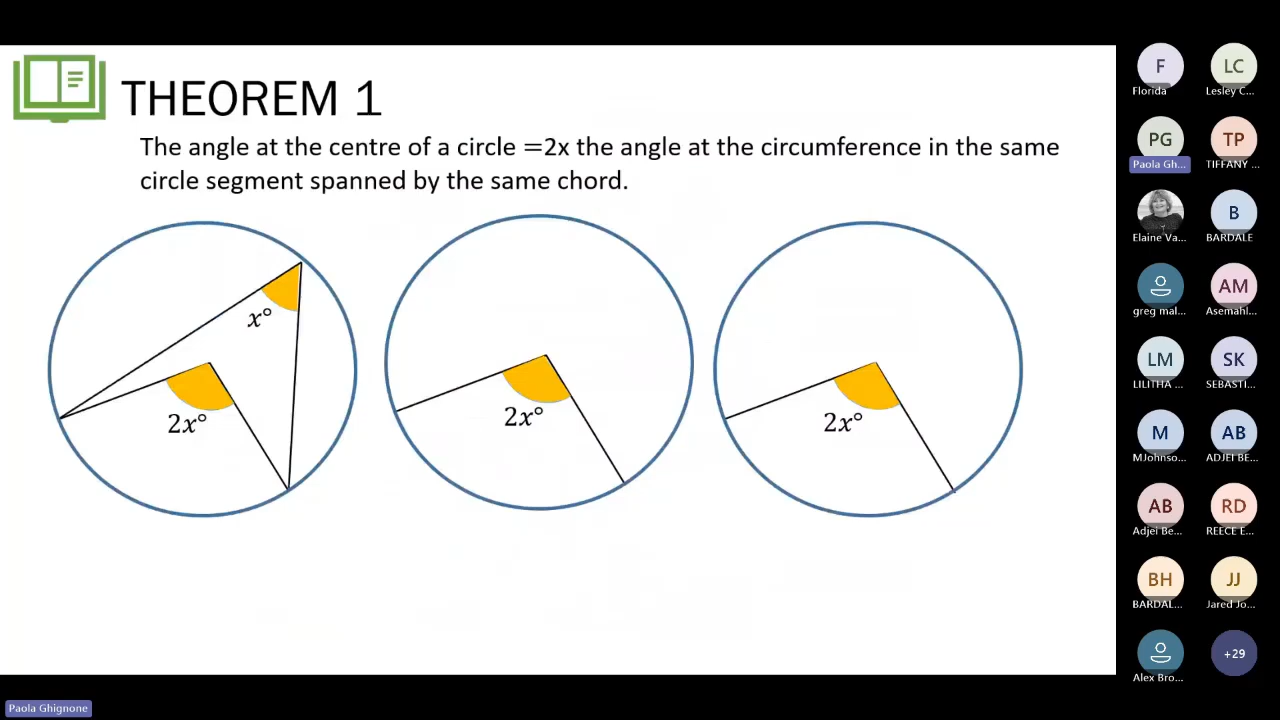 THEOREM 1
The angle at the centre of a circle =2x the angle at the circumference in the same
circle segment spanned by the same chord.
x°
2x°
2x°
2x°
F
Florida
LC
Lesley C...
PG
Paola Gh...
TP
TIFFANY ...
Elaine Va...
B
BARDALE
greg mal...
AM
Asemahl...
LM
LILITHA ...
SK
SEBASTI...
M
MJohnso...
AB
ADJEI BE...
AB
Adjei Be...
RD
REECE E...
BH
BARDAL...
JJ
Jared Jo...
Alex Bro...
+29
Paola Ghignone